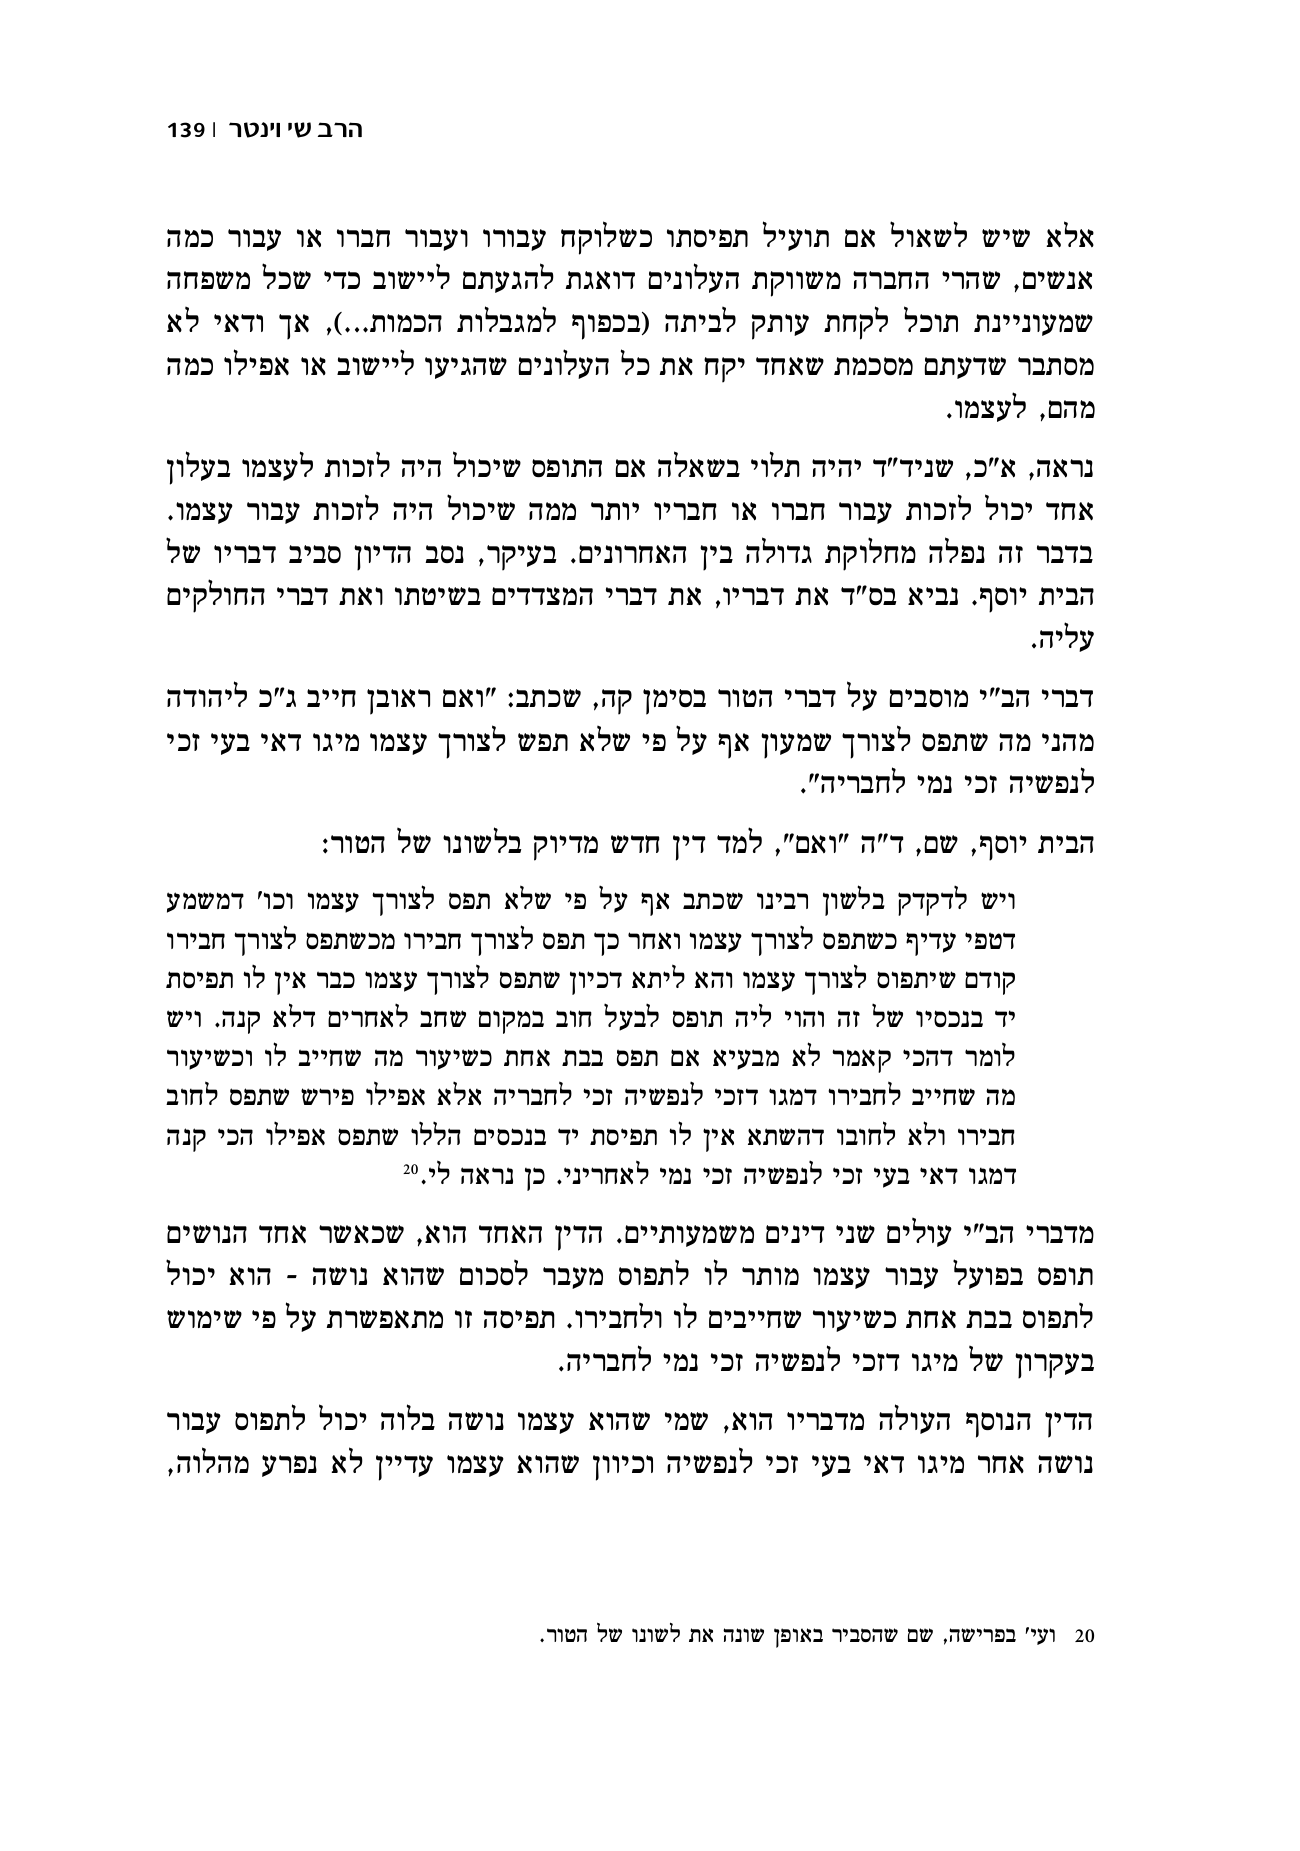 הרב שי וינטר | 139
אלא שיש לשאול אם תועיל תפיסתו כשלוקח עבורו ועבור חברו או עבור כמה
אנשים, שהרי החברה משווקת העלונים דואגת להגעתם ליישוב כדי שכל משפחה
שמעוניינת תוכל לקחת עותק לביתה (בכפוף למגבלות הכמות...), אך ודאי לא
מסתבר שדעתם מסכמת שאחד יקח את כל העלונים שהגיעו ליישוב או אפילו כמה
מהם, לעצמו.
נראה, א"כ, שניד"ד יהיה תלוי בשאלה אם התופס שיכול היה לזכות לעצמו בעלון
אחד יכול לזכות עבור חברו או חבריו יותר ממה שיכול היה לזכות עבור עצמו.
בדבר זה נפלה מחלוקת גדולה בין האחרונים. בעיקר, נסב הדיון סביב דבריו של
הבית יוסף. נביא בס"ד את דבריו, את דברי המצדדים בשיטתו ואת דברי החולקים
עליה.
דברי הב"י מוסבים על דברי הטור בסימן קה, שכתב: "ואם ראובן חייב ג"כ ליהודה
מהני מה שתפס לצורך שמעון אף על פי שלא תפש לצורך עצמו מיגו דאי בעי זכי
לנפשיה זכי נמי לחבריה".
הבית יוסף, שם, ד"ה "ואם", למד דין חדש מדיוק בלשונו של הטור:
ויש לדקדק בלשון רבינו שכתב אף על פי שלא תפס לצורך עצמו וכו' דמשמע
דטפי עדיף כשתפס לצורך עצמו ואחר כך תפס לצורך חבירו מכשתפס לצורך חבירו
קודם שיתפוס לצורך עצמו והא ליתא דכיון שתפס לצורך עצמו כבר אין לו תפיסת
יד בנכסיו של זה והוי ליה תופס לבעל חוב במקום שחב לאחרים דלא קנה. ויש
לומר דהכי קאמר לא מבעיא אם תפס בבת אחת כשיעור מה שחייב לו וכשיעור
מה שחייב לחבירו דמגו דזכי לנפשיה זכי לחבריה אלא אפילו פירש שתפס לחוב
חבירו ולא לחובו דהשתא אין לו תפיסת יד בנכסים הללו שתפס אפילו הכי קנה
דמגו דאי בעי זכי לנפשיה זכי נמי לאחריני. כן נראה לי.20
מדברי הב"י עולים שני דינים משמעותיים. הדין האחד הוא, שכאשר אחד הנושים
תופס בפועל עבור עצמו מותר לו לתפוס מעבר לסכום שהוא נושה - הוא יכול
לתפוס בבת אחת כשיעור שחייבים לו ולחבירו. תפיסה זו מתאפשרת על פי שימוש
בעקרון של מיגו דזכי לנפשיה זכי נמי לחבריה.
הדין הנוסף העולה מדבריו הוא, שמי שהוא עצמו נושה בלוה יכול לתפוס עבור
נושה אחר מיגו דאי בעי זכי לנפשיה וכיוון שהוא עצמו עדיין לא נפרע מהלוה,
20 ועי' בפרישה, שם שהסביר באופן שונה את לשונו של הטור.